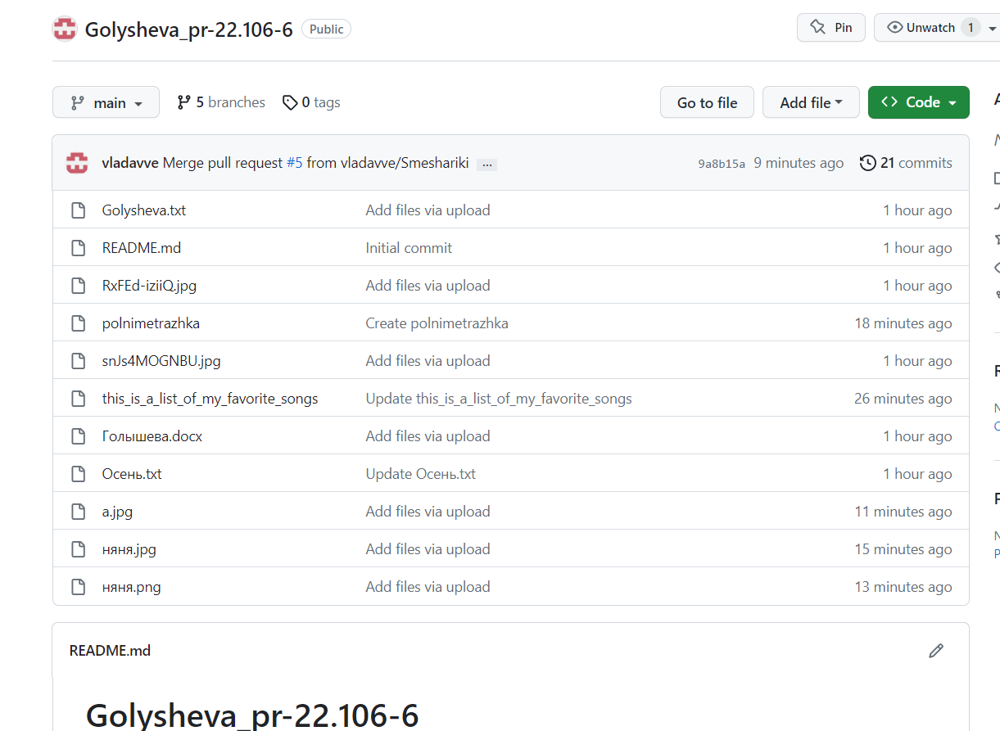 Golysheva_pr-22.106-6 Public Pin Unwatch 1
main 5 branches 0 tags Go to file Add file Code
vladavve Merge pull request #5 from vladavve/Smeshariki ... 9a8b15a 9 minutes ago 21 commits
Golysheva.txt Add files via upload 1 hour ago
README.md Initial commit 1 hour ago
RxFEd-iziiQ.jpg Add files via upload 1 hour ago
polnimetrazhka Create polnimetrazhka 18 minutes ago
snJs4MOGNBU.jpg Add files via upload 1 hour ago
this_is_a_list_of_my_favorite_songs Update this_is_a_list_of_my_favorite_songs 26 minutes ago
Голышева.docx Add files via upload 1 hour ago
Осень.txt Update Осень.txt 1 hour ago
а.jpg Add files via upload 11 minutes ago
няня.jpg Add files via upload 15 minutes ago
няня.png Add files via upload 13 minutes ago
README.md
Golysheva_pr-22.106-6